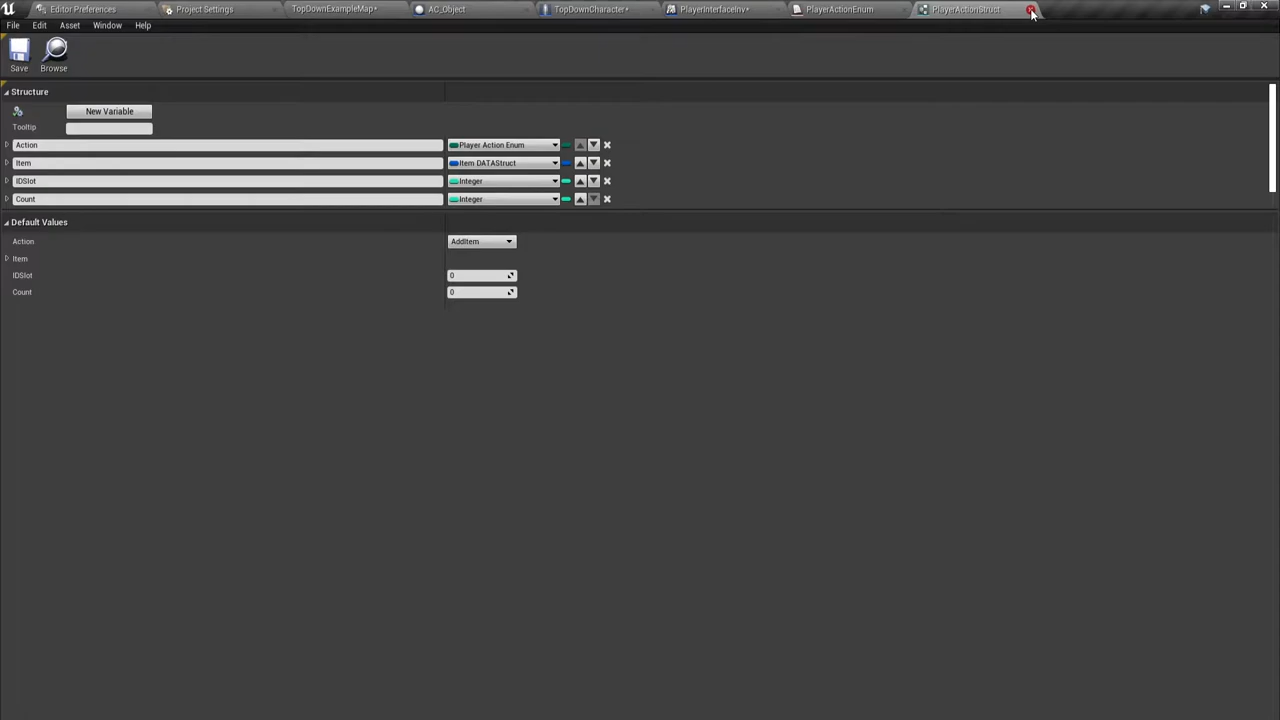 Editor Preferences
Project Settings
TopDownExampleMap*
AC_Object
TopDownCharacter*
PlayerInterfaceInv*
PlayerActionEnum
PlayerActionStruct
File Edit Asset Window Help
Save Browse
Structure
New Variable
Tooltip
Action Player Action Enum
Item Item DATAStruct
IDSlot Integer
Count Integer
Default Values
Action AddItem
Item
IDSlot 0
Count 0